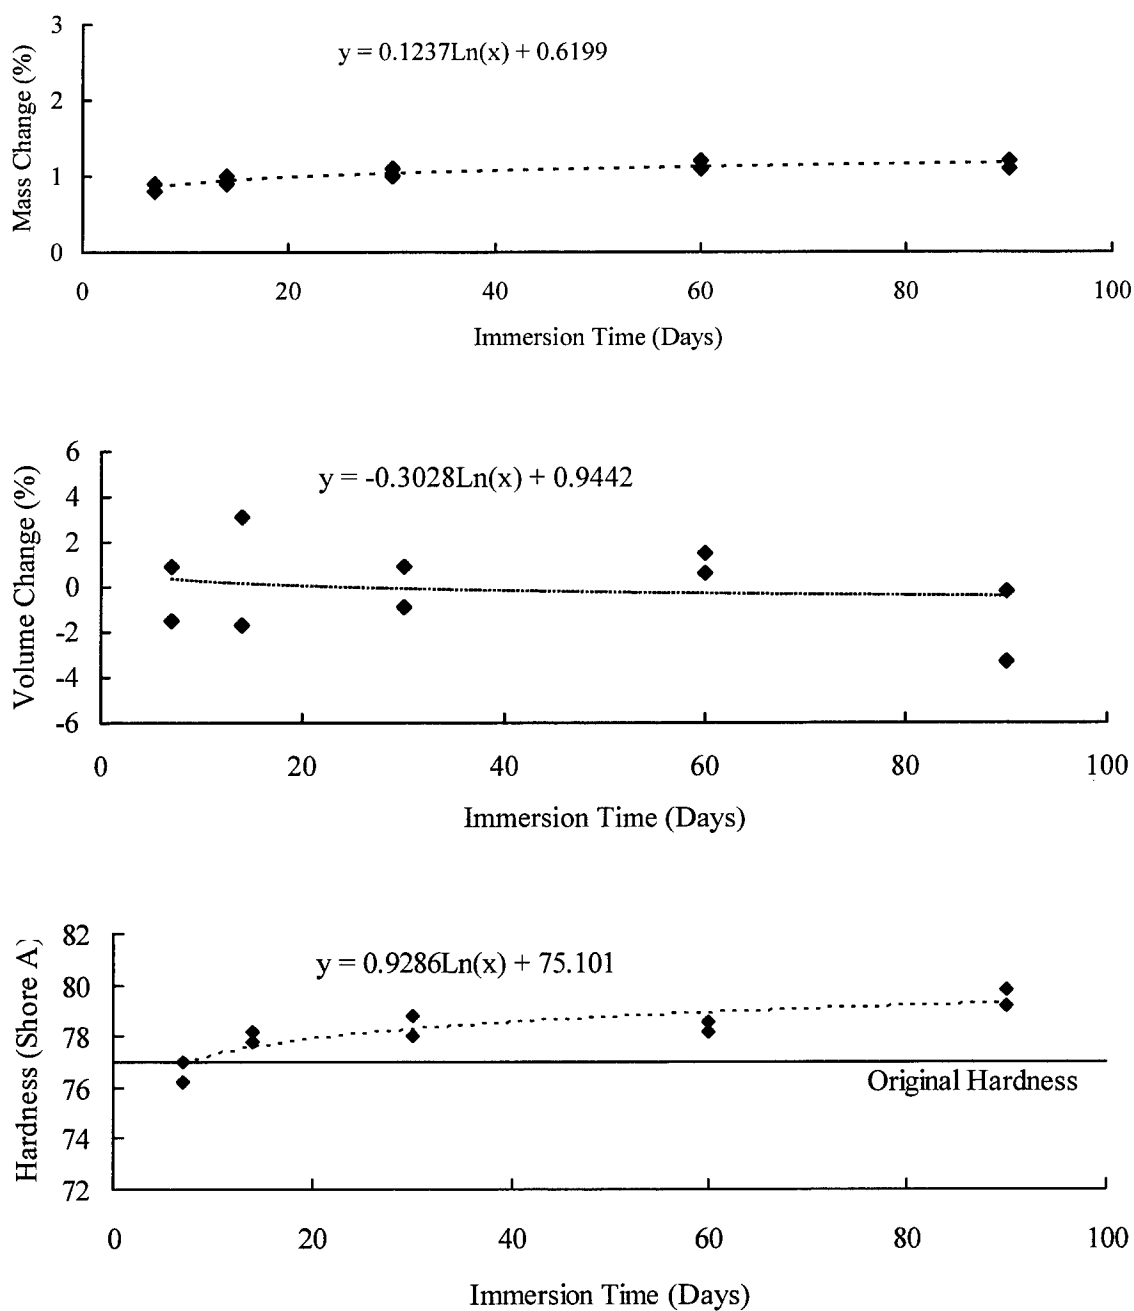 3
y = 0.1237Ln(x) + 0.6199
2
1
0
Mass Change (%)
0 20 40 60 80 100
Immersion Time (Days)
6
y = -0.3028Ln(x) + 0.9442
4
2
0
-2
-4
-6
Volume Change (%)
0 20 40 60 80 100
Immersion Time (Days)
82
y = 0.9286Ln(x) + 75.101
80
78
76
Original Hardness
74
72
Hardness (Shore A)
0 20 40 60 80 100
Immersion Time (Days)